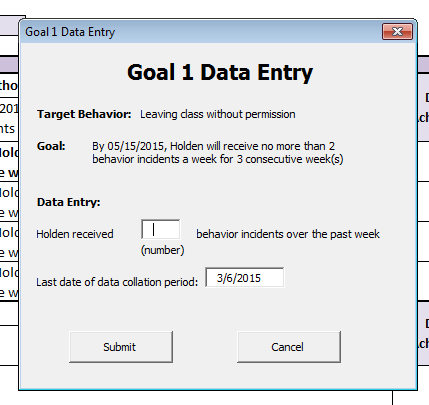 Goal 1 Data Entry
Goal 1 Data Entry
Target Behavior: Leaving class without permission
Goal: By 05/15/2015, Holden will receive no more than 2
behavior incidents a week for 3 consecutive week(s)
Data Entry:
Holden received behavior incidents over the past week
(number)
Last date of data collation period: 3/6/2015
Submit Cancel